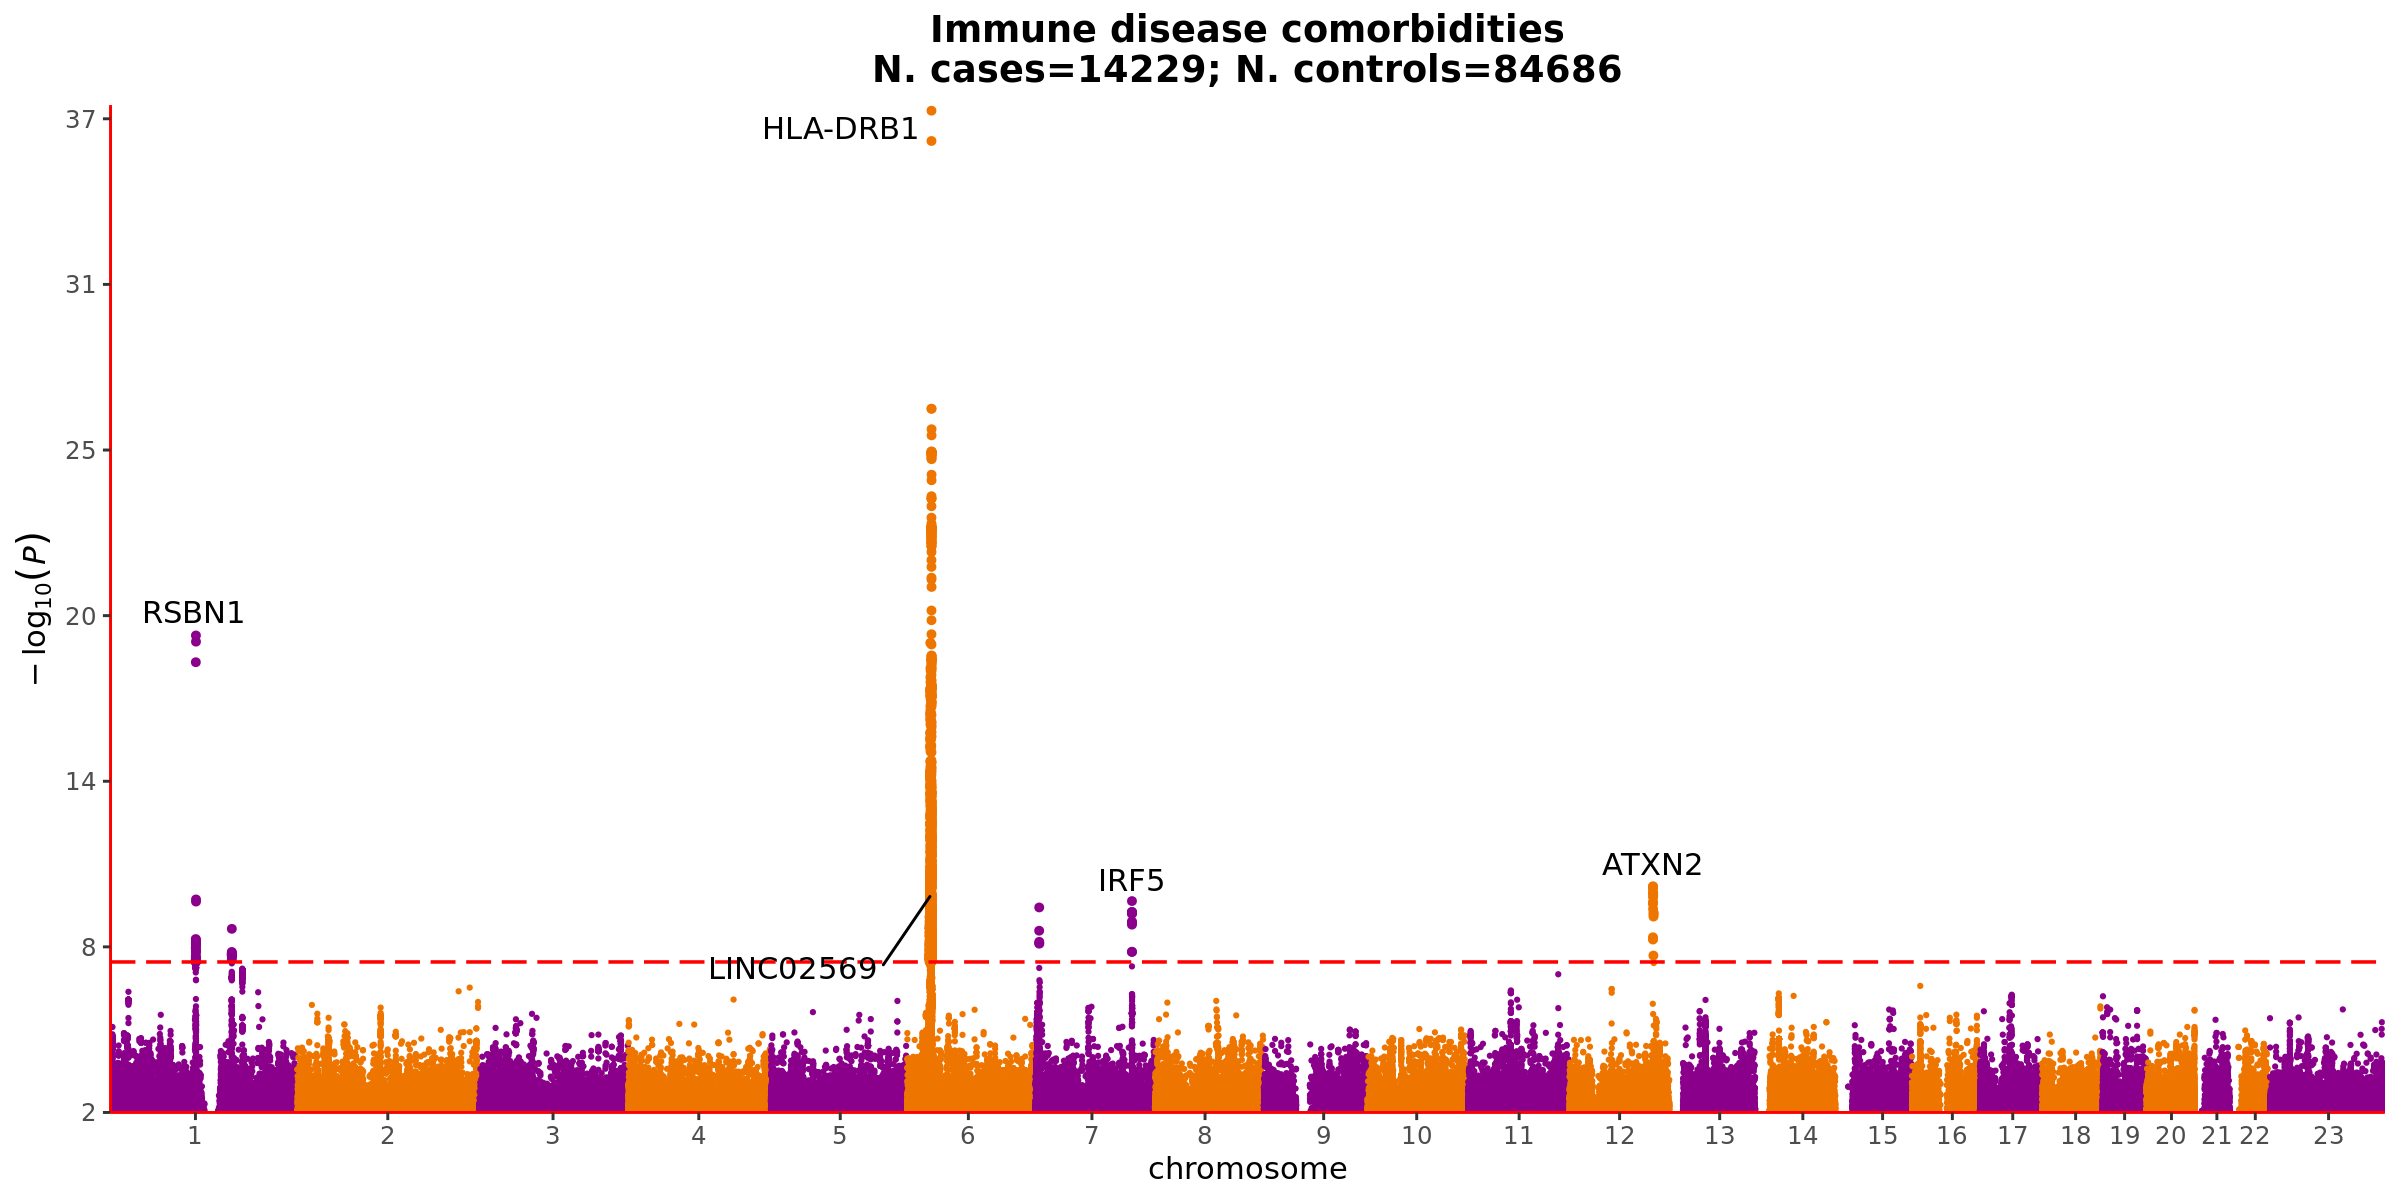 Immune disease comorbidities
N. cases=14229; N. controls=84686
37
HLA-DRB1
31
25
RSBN1
20
− log10(P)
14
ATXN2
IRF5
8
LINC02569
2
1 2 3 4 5 6 7 8 9 10 11 12 13 14 15 16 17 18 19 20 21 22 23
chromosome